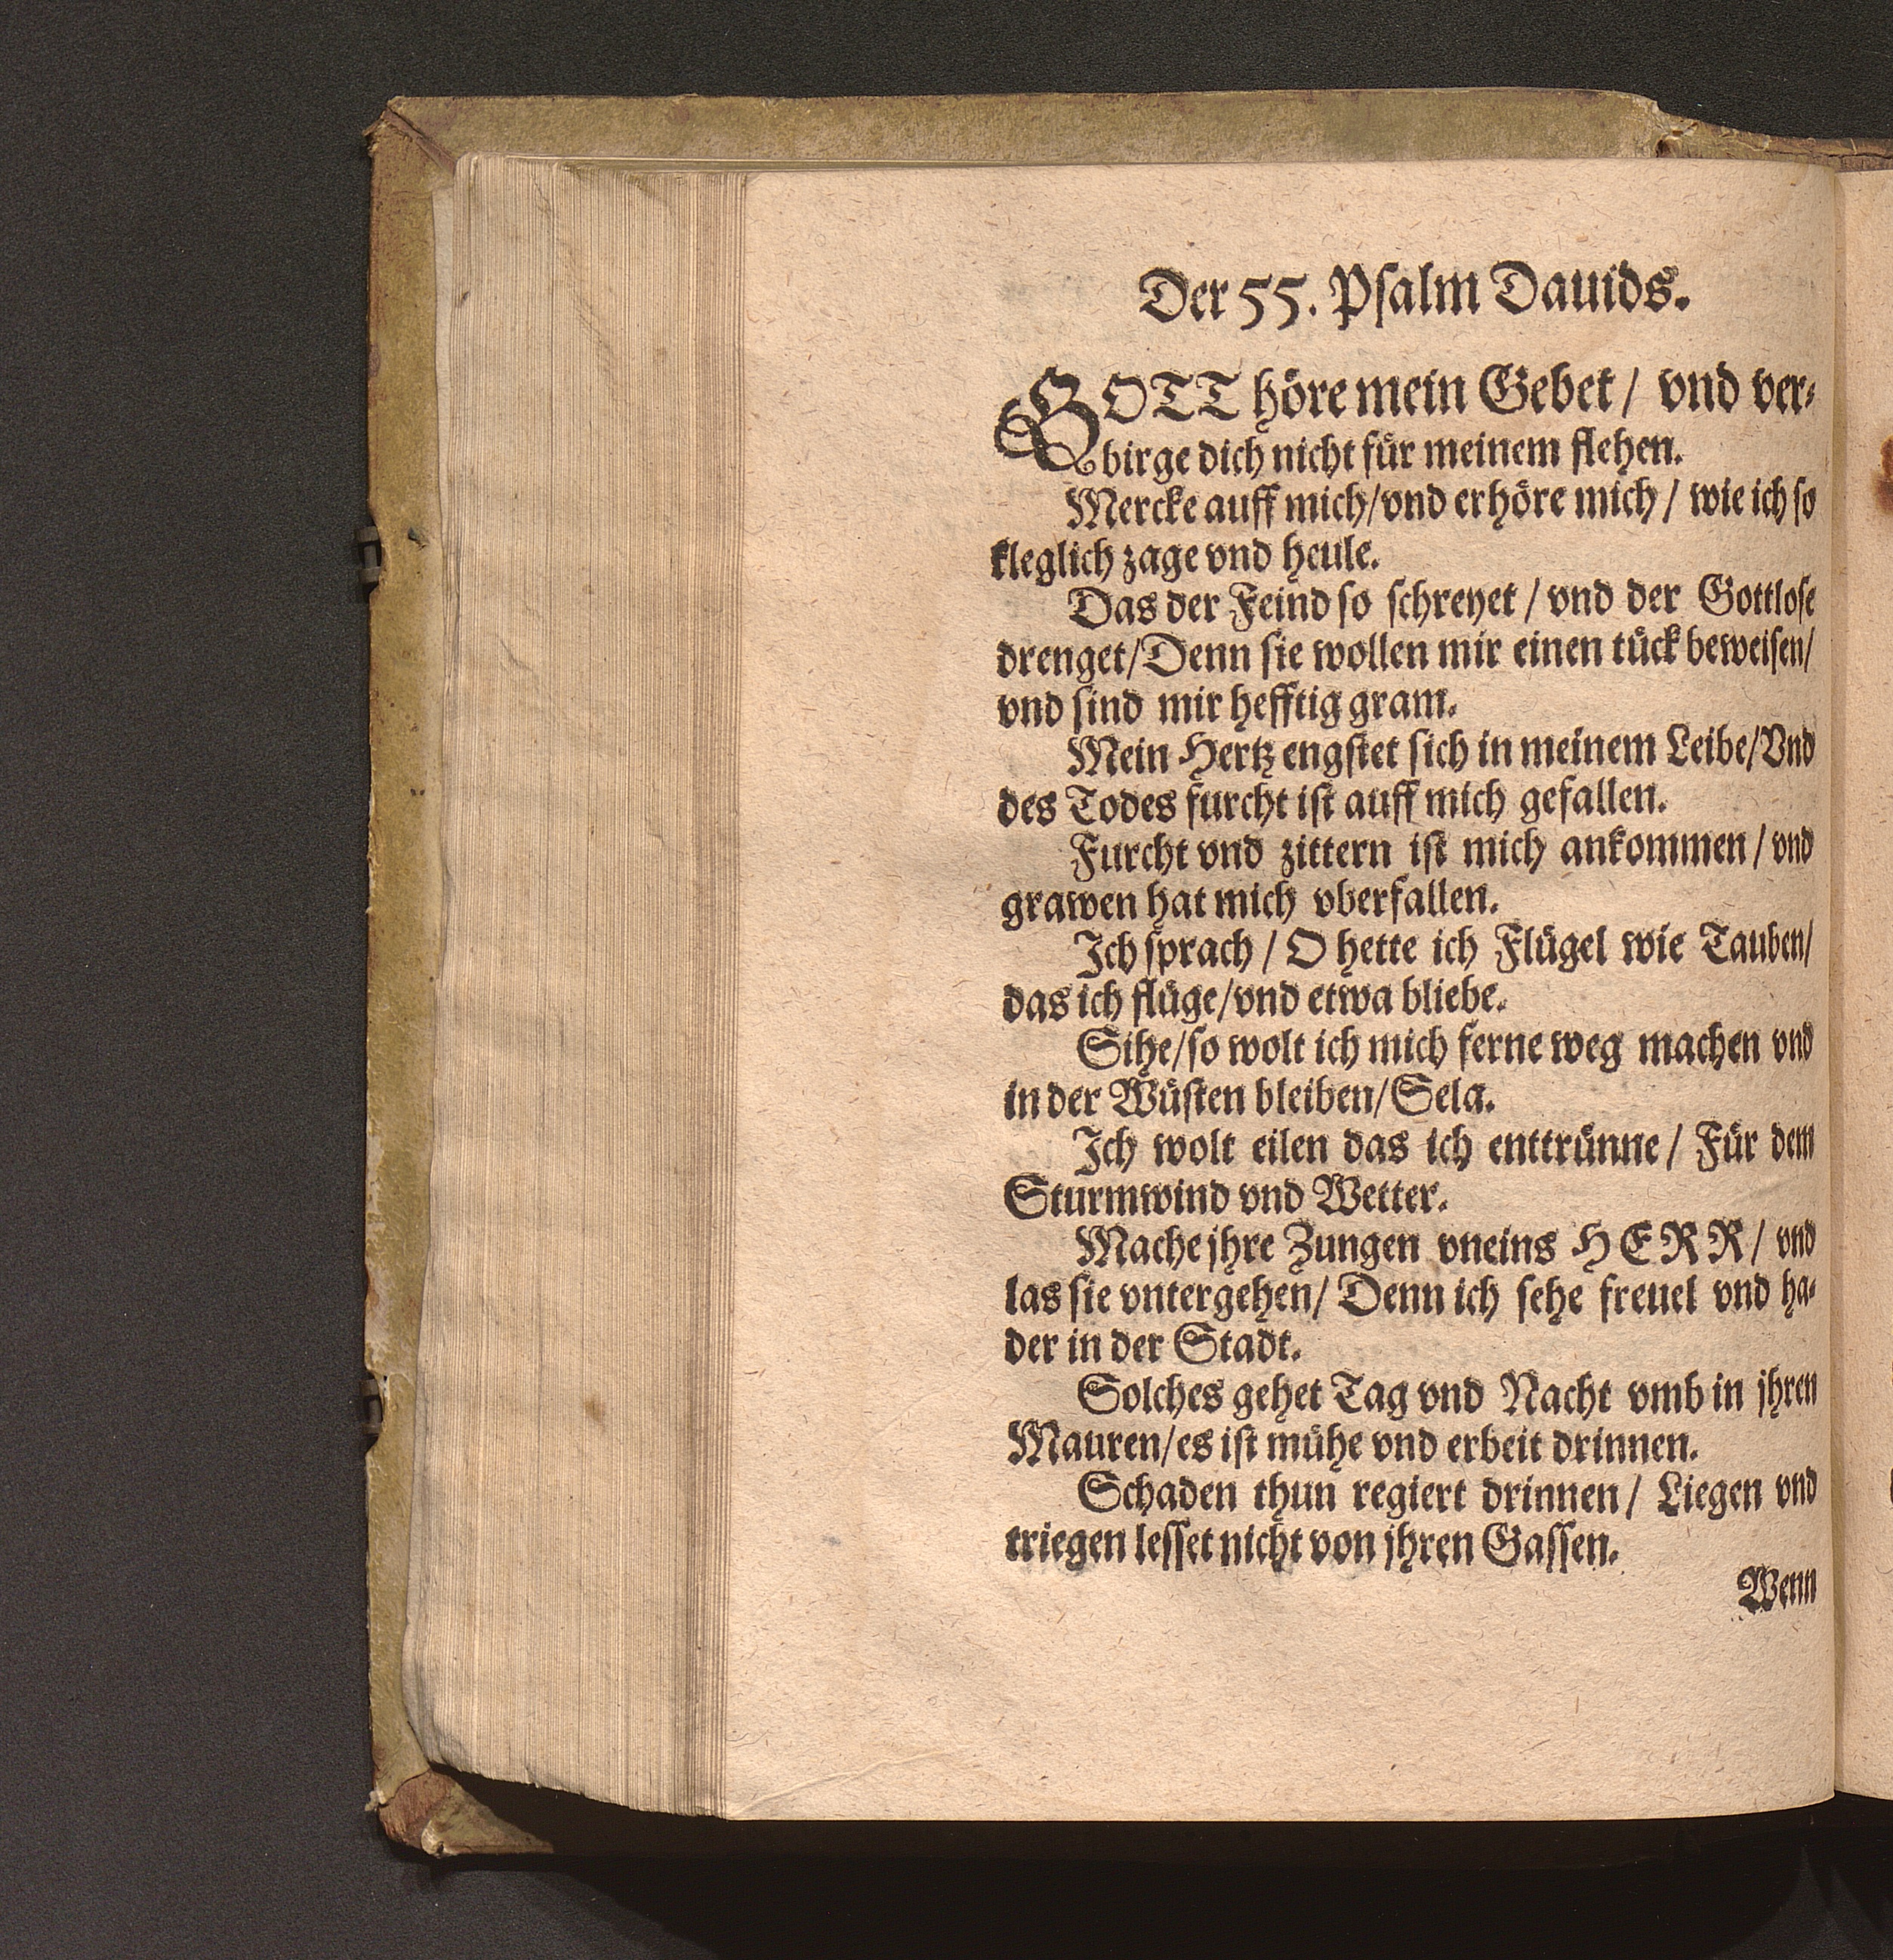 Der 55. Pſalm Dauids.
GOTT höre mein Gebet / vnd ver⸗
birge dich nicht für meinem flehen.
Mercke auff mich/vnd erhöre mich / wie ich ſo
kleglich zage vnd heule.
Das der Feind ſo ſchreyet / vnd der Gottloſe
drenget/Denn ſie wollen mir einen tück beweiſen/
vnd ſind mir hefftig gram.
Mein Hertz engſtet ſich in meinem Leibe/Vnd
des Todes furcht iſt auff mich gefallen.
Furcht vnd zittern iſt mich ankommen / vnd
grawen hat mich vberfallen.
Ich ſprach / O hette ich Flügel wie Tauben/
das ich flüge/vnd etwa bliebe.
Sihe/ſo wolt ich mich ferne weg machen vnd
in der Wüſten bleiben/Sela.
Ich wolt eilen das ich enttrünne / Für dem
Sturmwind vnd Wetter.
Mache jhre Zungen vneins HERR / vnd
las ſie vntergehen/ Denn ich ſehe freuel vnd ha⸗
der in der Stadt.
Solches gehet Tag vnd Nacht vmb in jhren
Mauren/es iſt mühe vnd erbeit drinnen.
Schaden thun regiert drinnen / Liegen vnd
triegen leſſet nicht von jhren Gaſſen.
Wenn